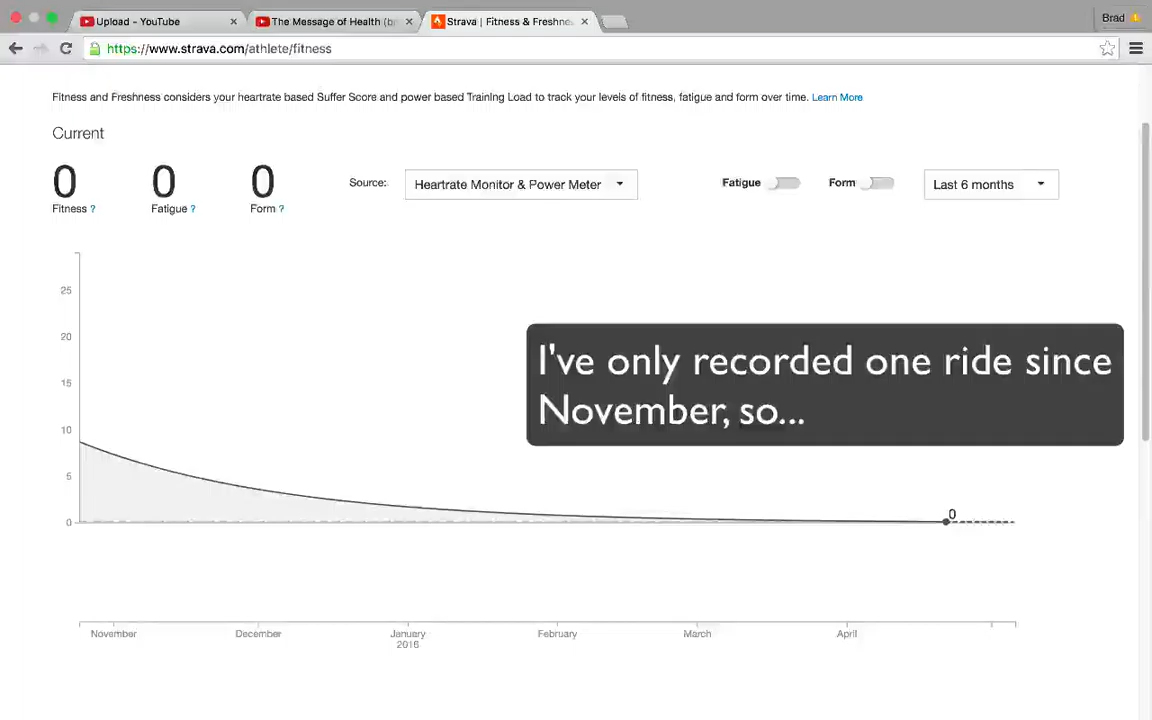 Upload - YouTube
The Message of Health (b
Strava | Fitness & Freshnes
Brad
https://www.strava.com/athlete/fitness
Fitness and Freshness considers your heartrate based Suffer Score and power based Training Load to track your levels of fitness, fatigue and form over time. Learn More
Current
0 0 0
Fitness ? Fatigue ? Form ?
Source: Heartrate Monitor & Power Meter
Fatigue Form Last 6 months
25
20
15
10
5
0
0
I've only recorded one ride since
November, so...
November December January February March April
2016